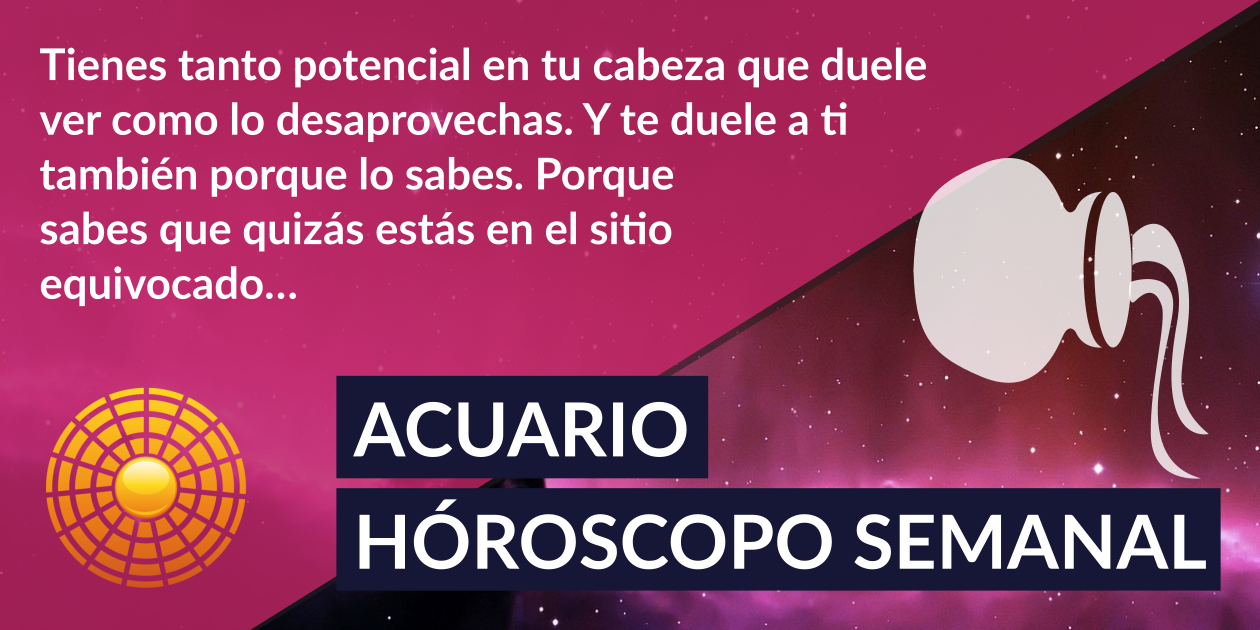 Tienes tanto potencial en tu cabeza que duele
ver como lo desaprovechas. Y te duele a ti
también porque lo sabes. Porque
sabes que quizás estás en el sitio
equivocado...
ACUARIO
HÓROSCOPO SEMANAL